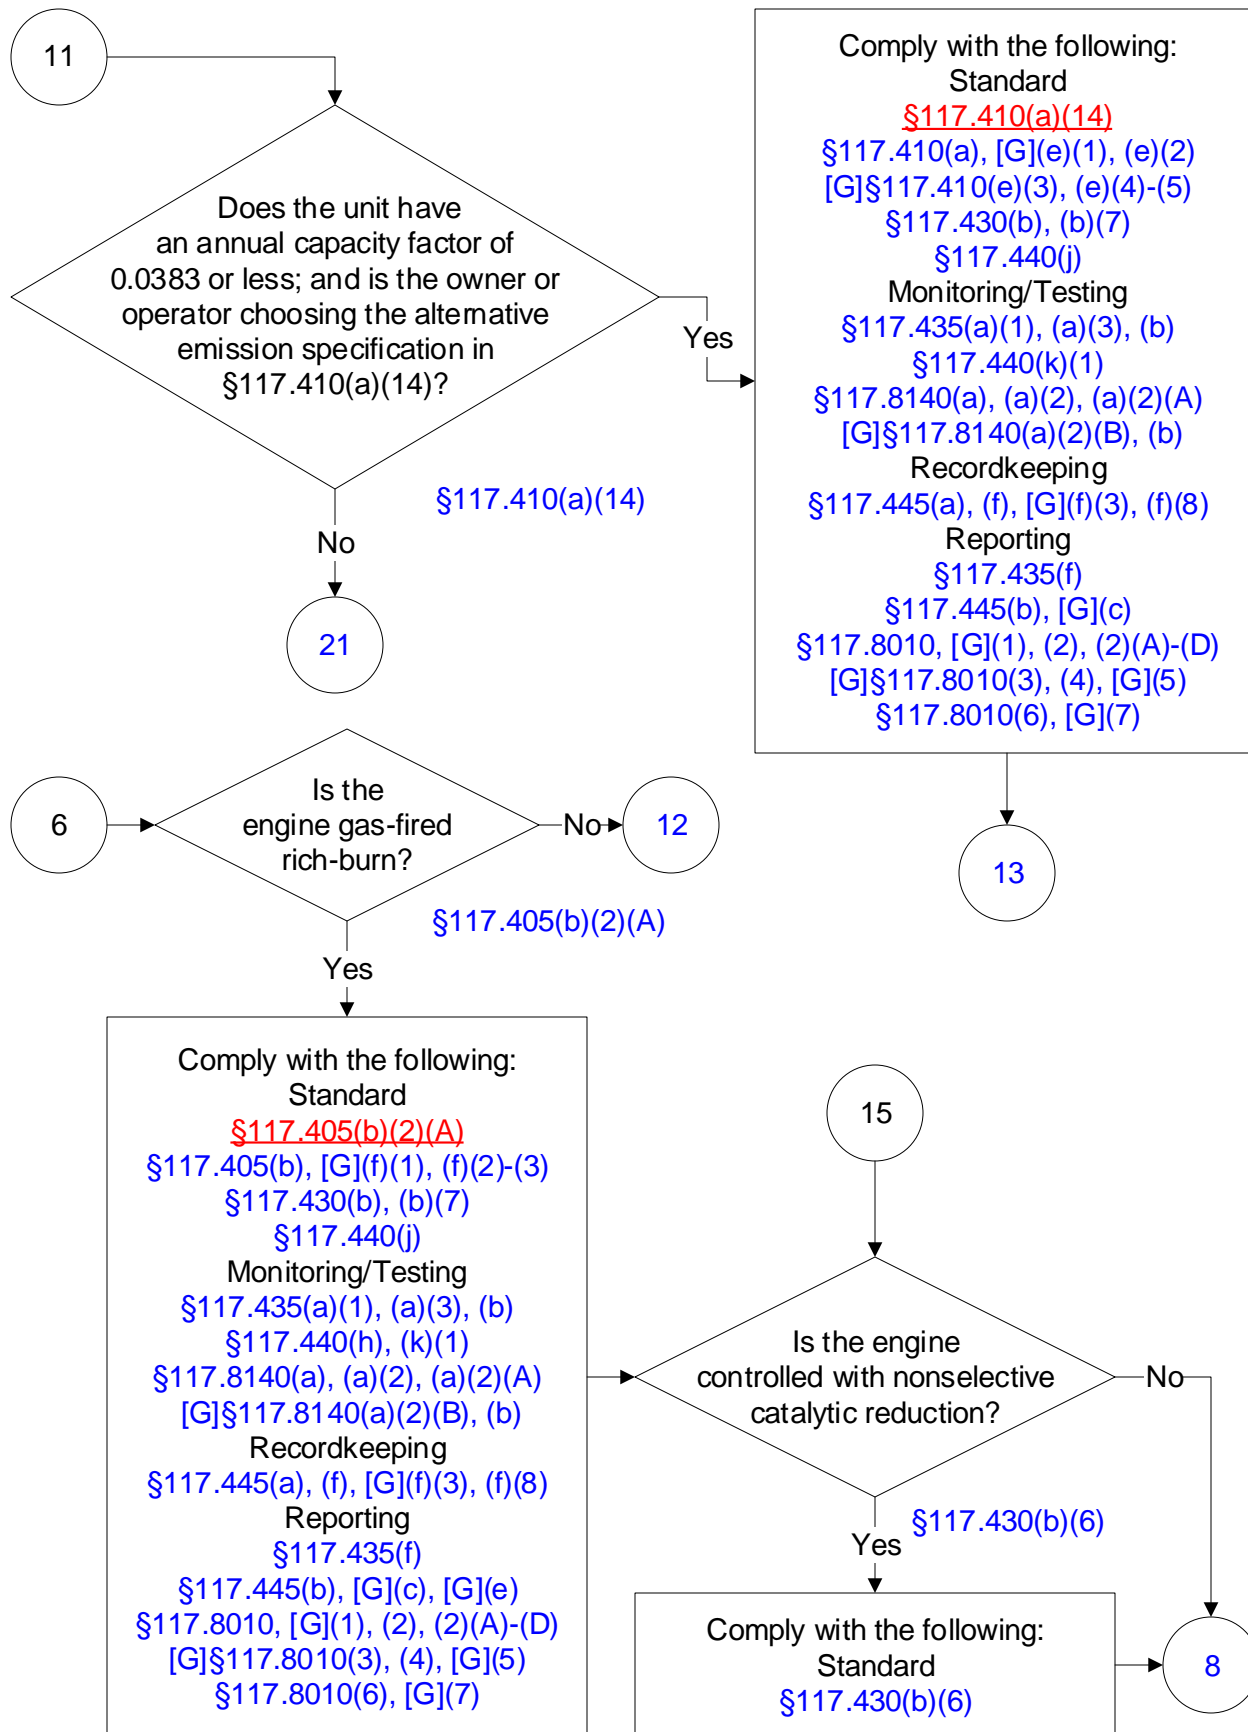 11
Does the unit have
an annual capacity factor of
0.0383 or less; and is the owner or
operator choosing the alternative
emission specification in
§117.410(a)(14)?
Yes
§117.410(a)(14)
No
21
Comply with the following:
Standard
§117.410(a)(14)
§117.410(a), [G](e)(1), (e)(2)
[G]§117.410(e)(3), (e)(4)-(5)
§117.430(b), (b)(7)
§117.440(j)
Monitoring/Testing
§117.435(a)(1), (a)(3), (b)
§117.440(k)(1)
§117.8140(a), (a)(2), (a)(2)(A)
[G]§117.8140(a)(2)(B), (b)
Recordkeeping
§117.445(a), (f), [G](f)(3), (f)(8)
Reporting
§117.435(f)
§117.445(b), [G](c)
§117.8010, [G](1), (2), (2)(A)-(D)
[G]§117.8010(3), (4), [G](5)
§117.8010(6), [G](7)
13
6
Is the
engine gas-fired
rich-burn?
No
12
§117.405(b)(2)(A)
Yes
Comply with the following:
Standard
§117.405(b)(2)(A)
§117.405(b), [G](f)(1), (f)(2)-(3)
§117.430(b), (b)(7)
§117.440(j)
Monitoring/Testing
§117.435(a)(1), (a)(3), (b)
§117.440(h), (k)(1)
§117.8140(a), (a)(2), (a)(2)(A)
[G]§117.8140(a)(2)(B), (b)
Recordkeeping
§117.445(a), (f), [G](f)(3), (f)(8)
Reporting
§117.435(f)
§117.445(b), [G](c), [G](e)
§117.8010, [G](1), (2), (2)(A)-(D)
[G]§117.8010(3), (4), [G](5)
§117.8010(6), [G](7)
15
Is the engine
controlled with nonselective
catalytic reduction?
No
§117.430(b)(6)
Yes
Comply with the following:
Standard
§117.430(b)(6)
8